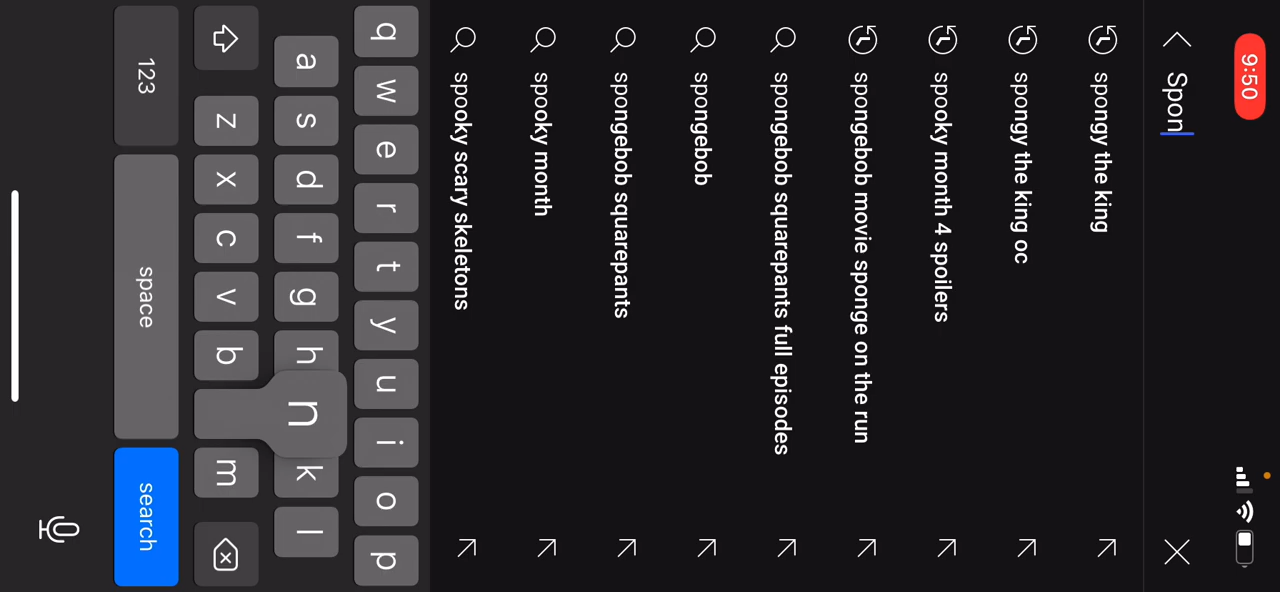 9:50
Spon
spongy the king
spongy the king oc
spooky month 4 spoilers
spongebob movie sponge on the run
spongebob squarepants full episodes
spongebob
spongebob squarepants
spooky month
spooky scary skeletons
q w e r t y u i o p
a s d f g h k l
z x c v b n m
123 space search